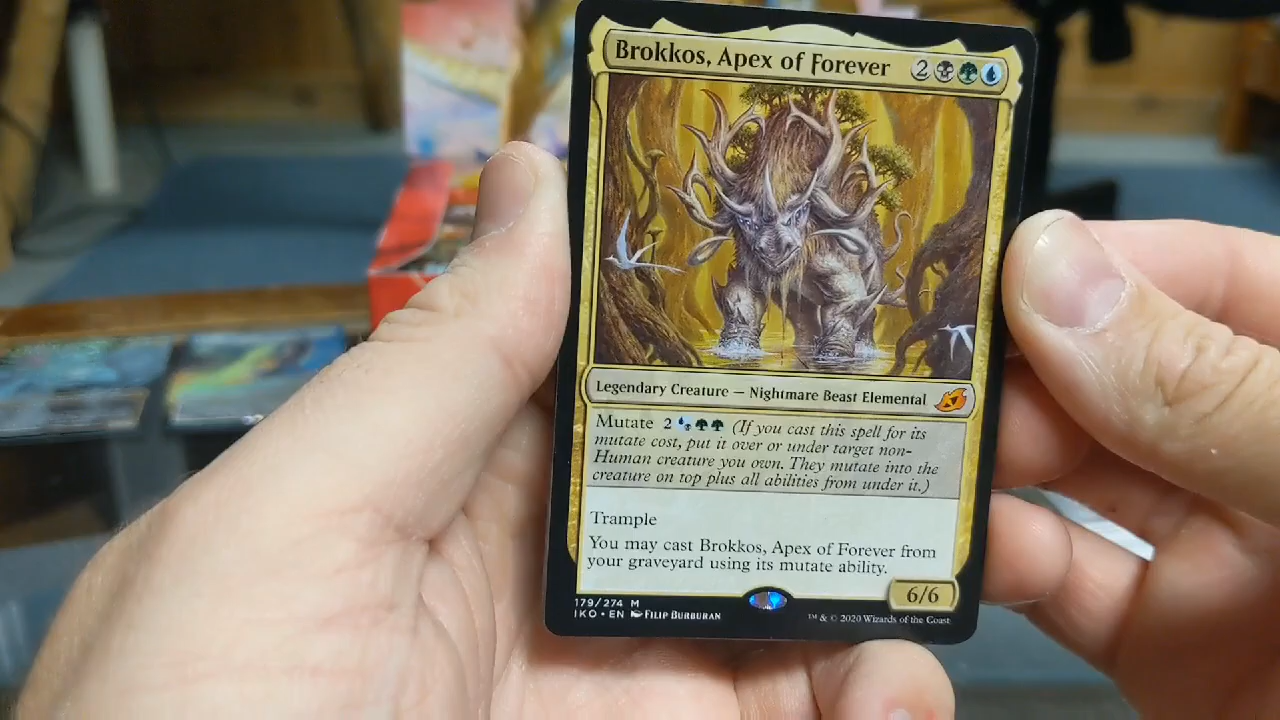 Brokkos, Apex of Forever 2
Legendary Creature — Nightmare Beast Elemental
Mutate 2 (If you cast this spell for its
mutate cost, put it over or under target non-
Human creature you own. They mutate into the
creature on top plus all abilities from under it.)
Trample
You may cast Brokkos, Apex of Forever from
your graveyard using its mutate ability.
6/6
179/274 M
IKO • EN Filip Burburan
™ & © 2020 Wizards of the Coast